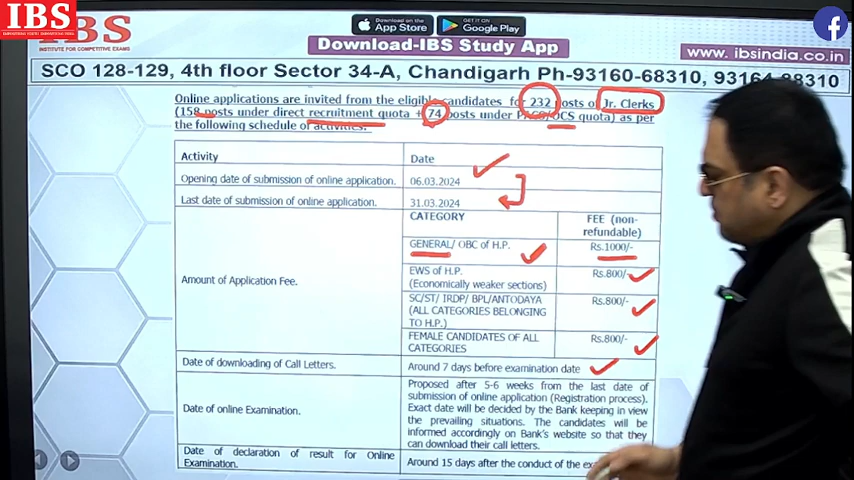 IBS
INSTITUTE FOR COMPETITIVE EXAMS
IBS
INSTITUTE FOR COMPETITIVE EXAMS
Download on the
App Store
GET IT ON
Google Play
Download-IBS Study App
www. ibsindia.co.in
f
SCO 128-129, 4th floor Sector 34-A, Chandigarh Ph-93160-68310, 93164-88310
Online applications are invited from the eligible candidates for 232 posts of Jr. Clerks
(158 posts under direct recruitment quota + 74 posts under PACS/UCS quota) as per
the following schedule of activities.
Activity Date
Opening date of submission of online application. 06.03.2024
Last date of submission of online application. 31.03.2024
Amount of Application Fee.
CATEGORY FEE (non-
refundable)
GENERAL/ OBC of H.P. Rs.1000/-
EWS of H.P. Rs.800/-
(Economically weaker sections)
SC/ST/ IRDP/ BPL/ANTODAYA Rs.800/-
(ALL CATEGORIES BELONGING
TO H.P.)
FEMALE CANDIDATES OF ALL Rs.800/-
CATEGORIES
Date of downloading of Call Letters. Around 7 days before examination date
Date of online Examination.
Proposed after 5-6 weeks from the last date of
submission of online application (Registration process).
Exact date will be decided by the Bank keeping in view
the prevailing situations. The candidates will be
informed accordingly on Bank's website so that they
can download their call letters.
Date of declaration of result for Online
Examination.
Around 15 days after the conduct of the